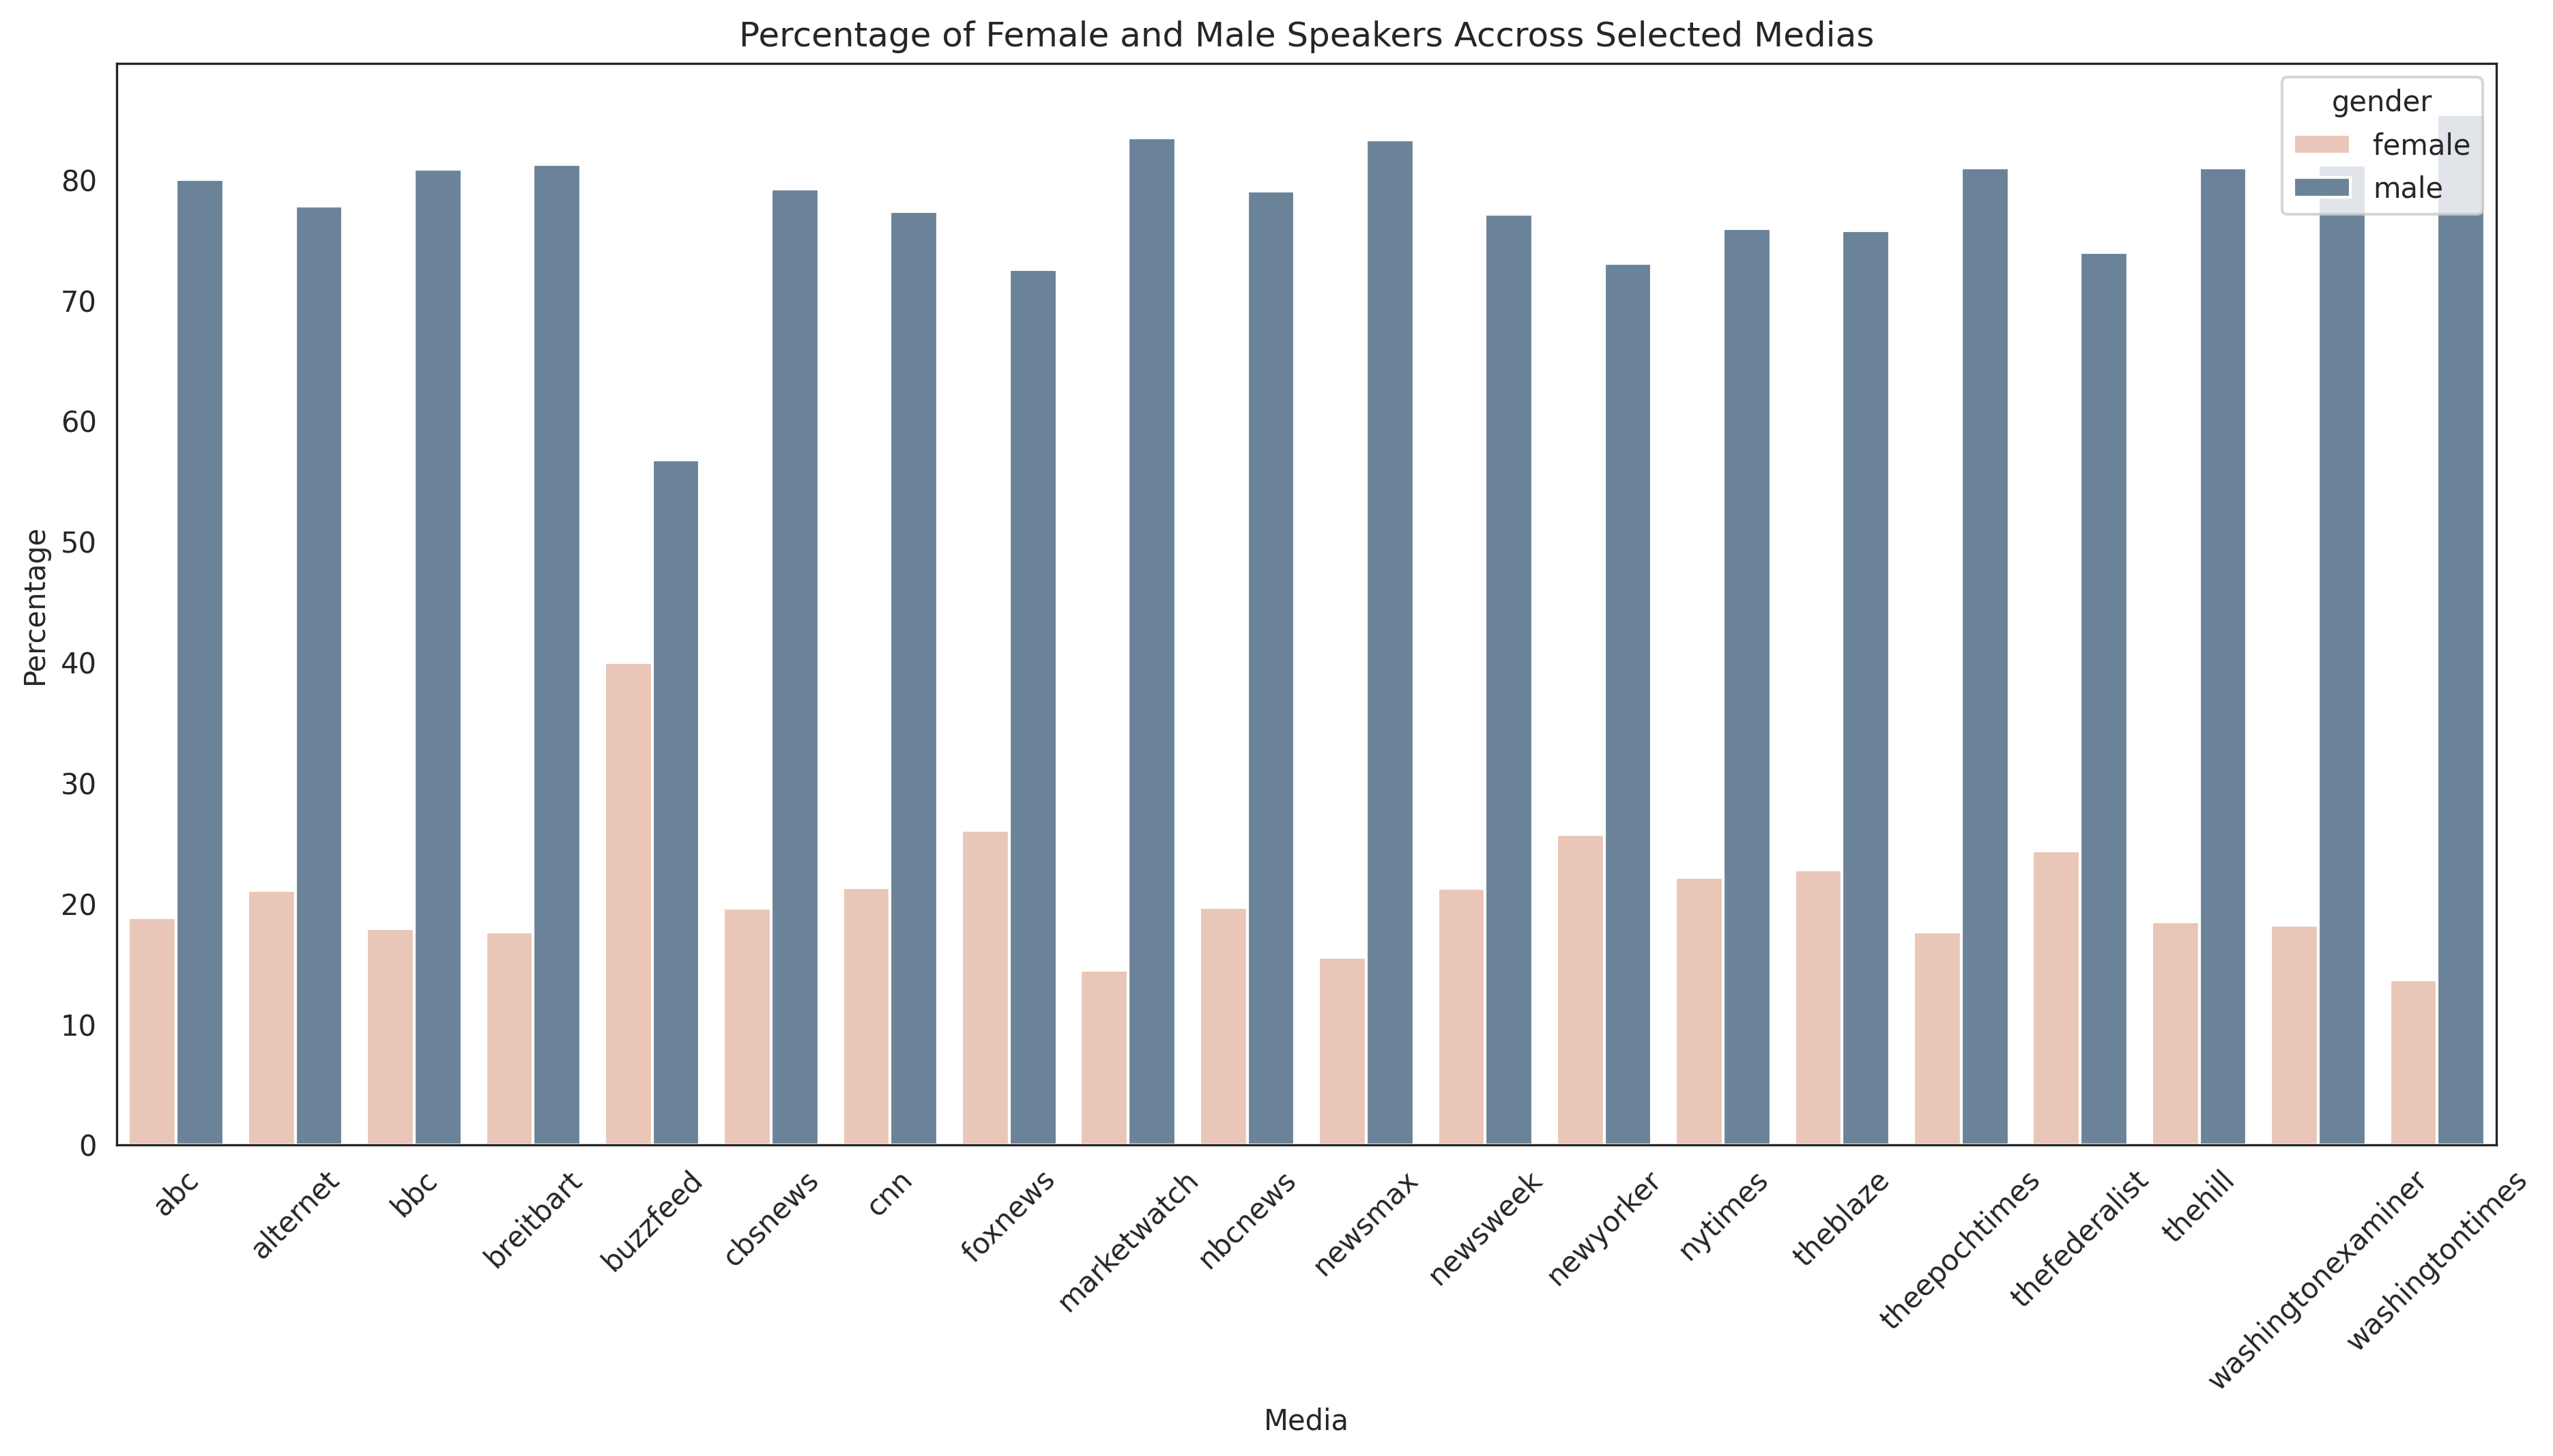 Percentage of Female and Male Speakers Accross Selected Medias
gender
female
male
Percentage
80
70
60
50
40
30
20
10
0
abc
alternet
bbc
breitbart
buzzfeed
cbsnews
cnn
foxnews
marketwatch
nbcnews
newsmax
newsweek
newyorker
nytimes
theblaze
theepochtimes
thefederalist
thehill
washingtonexaminer
washingtontimes
Media